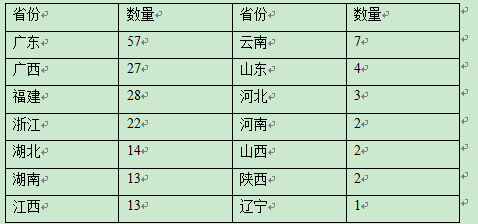 省份 数量 省份 数量
广东 57 云南 7
广西 27 山东 4
福建 28 河北 3
浙江 22 河南 2
湖北 14 山西 2
湖南 13 陕西 2
江西 13 辽宁 1